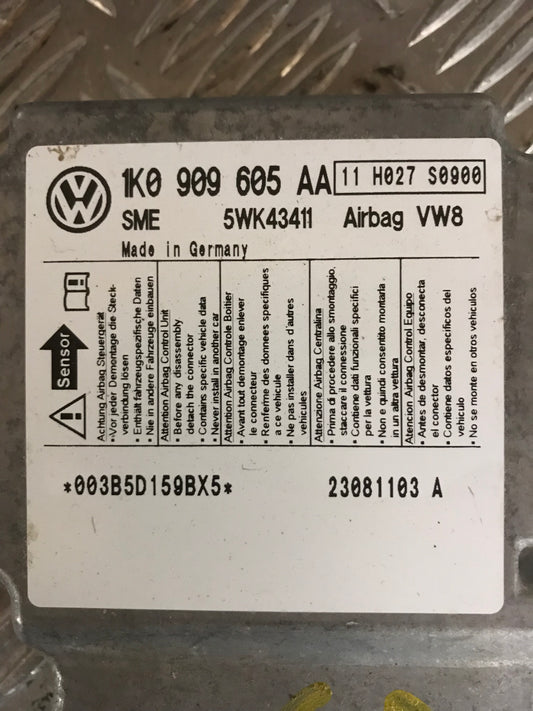 1K0 909 605 AA 11 H027 S0900
SME 5WK43411 Airbag VW8
Made in Germany
Sensor
Achtung Airbag Steuergerät
•Vor jeder Demontage die Steck-
verbindung lösen
• Enthält fahrzeugspezifische Daten
• Nie in andere Fahrzeuge einbauen
Attention Airbag Control Unit
• Before any disassembly
detach the connector
• Contains specific vehicle data
• Never install in another car
Attention Airbag Controle Boitier
• Avant tout demontage enlever
le connecteur
• Renferme des donnees specifiques
a ce vehicule
• Ne pas installer dans d'autres
vehicules
Attenzione Airbag Centralina
• Prima di procedere allo smontaggio,
staccare il connessione
• Contiene dati funzionali specifici
per la vettura
• Non e quindi consentito montarla
in un altra vettura
Atencion Airbag Control Equipo
• Antes de desmontar, desconecta
el conector
• Contiene datos especificos del
vehiculo
• No se monte en otros vehiculos
*003B5D159BX5* 23081103 A